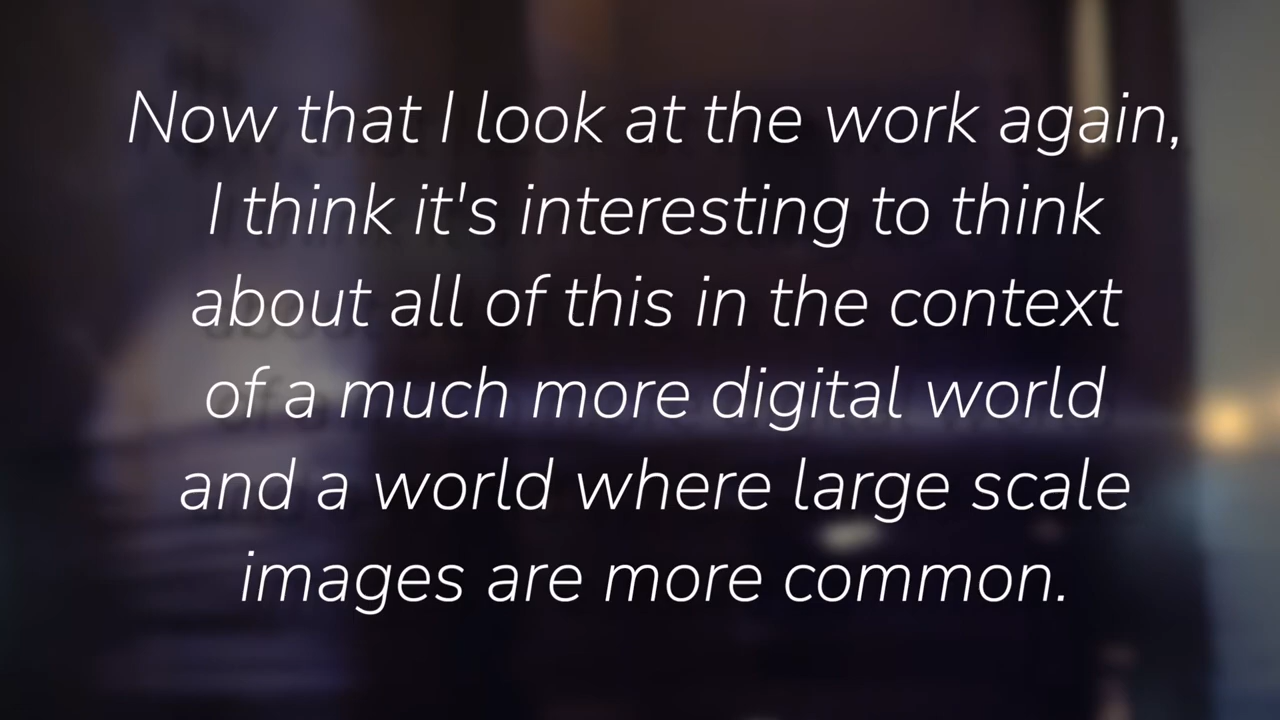 Now that I look at the work again,
I think it's interesting to think
about all of this in the context
of a much more digital world
and a world where large scale
images are more common.